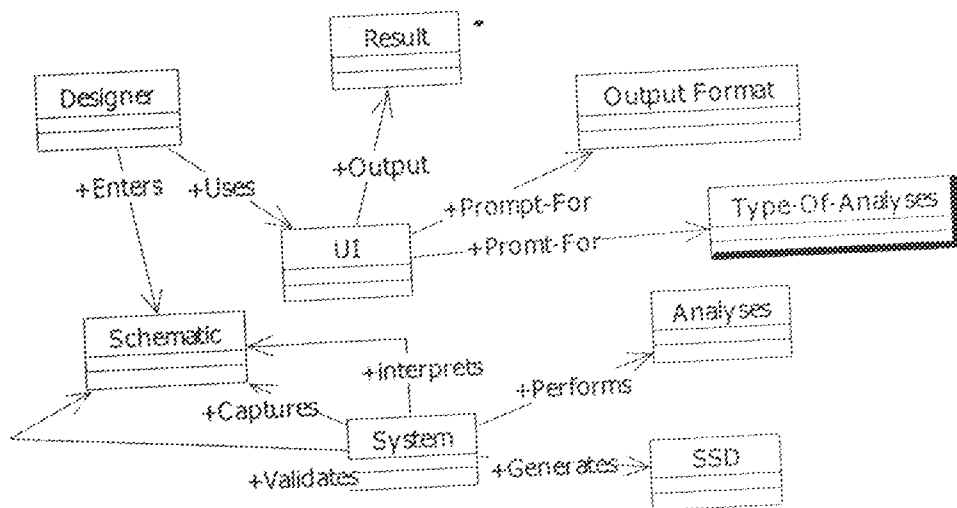 Result
Designer
Output Format
+Enters
+Uses
+Output
+Prompt-For
Type-Of-Analyses
UI
+Promt-For
Schematic
Analyses
+interprets
+Captures
+Performs
System
+Validates
+Generates
SSD